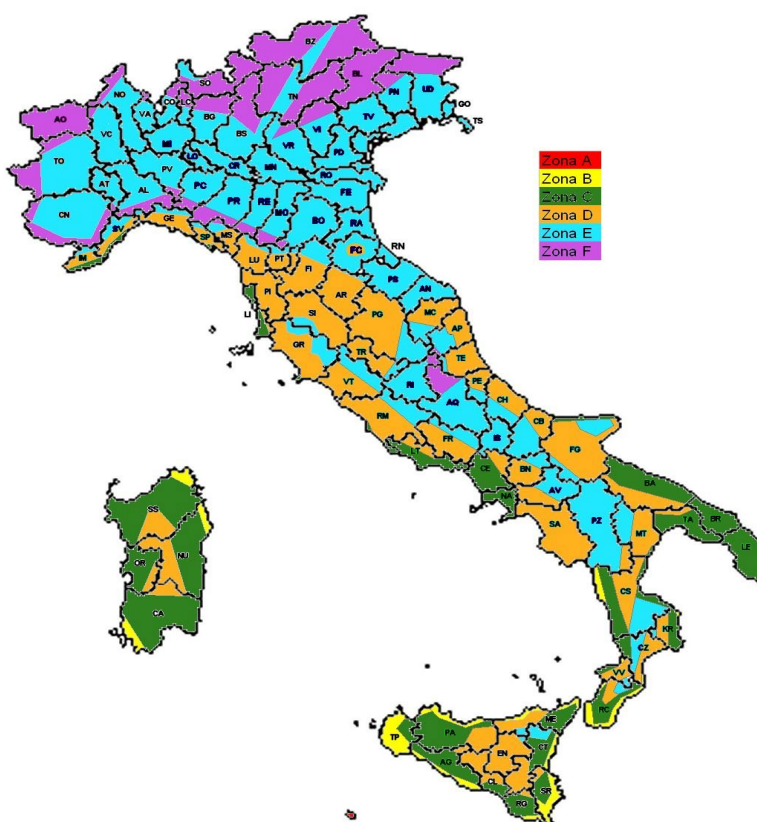 BZ
SO
BL
NO
TN
PN
UD
VA
CO
LC
BG
GO
TS
AO
VC
BS
VI
TV
MI
VR
PD
TO
LO
CR
MN
RO
PV
AT
AL
PC
PR
RE
MO
FE
CN
BO
RA
GE
SV
SP
MS
FC
RN
IM
LU
PT
FI
PS
AN
PI
AR
LI
SI
PG
MC
AP
GR
TR
TE
VT
RI
AQ
PE
CH
RM
FR
IS
CB
FG
LT
CE
BN
BA
NA
AV
SA
PZ
MT
TA
BR
LE
SS
NU
OR
CA
CS
KR
CZ
VV
RC
ME
PA
TP
EN
CT
AG
CL
SR
RG
Zona A
Zona B
Zona C
Zona D
Zona E
Zona F